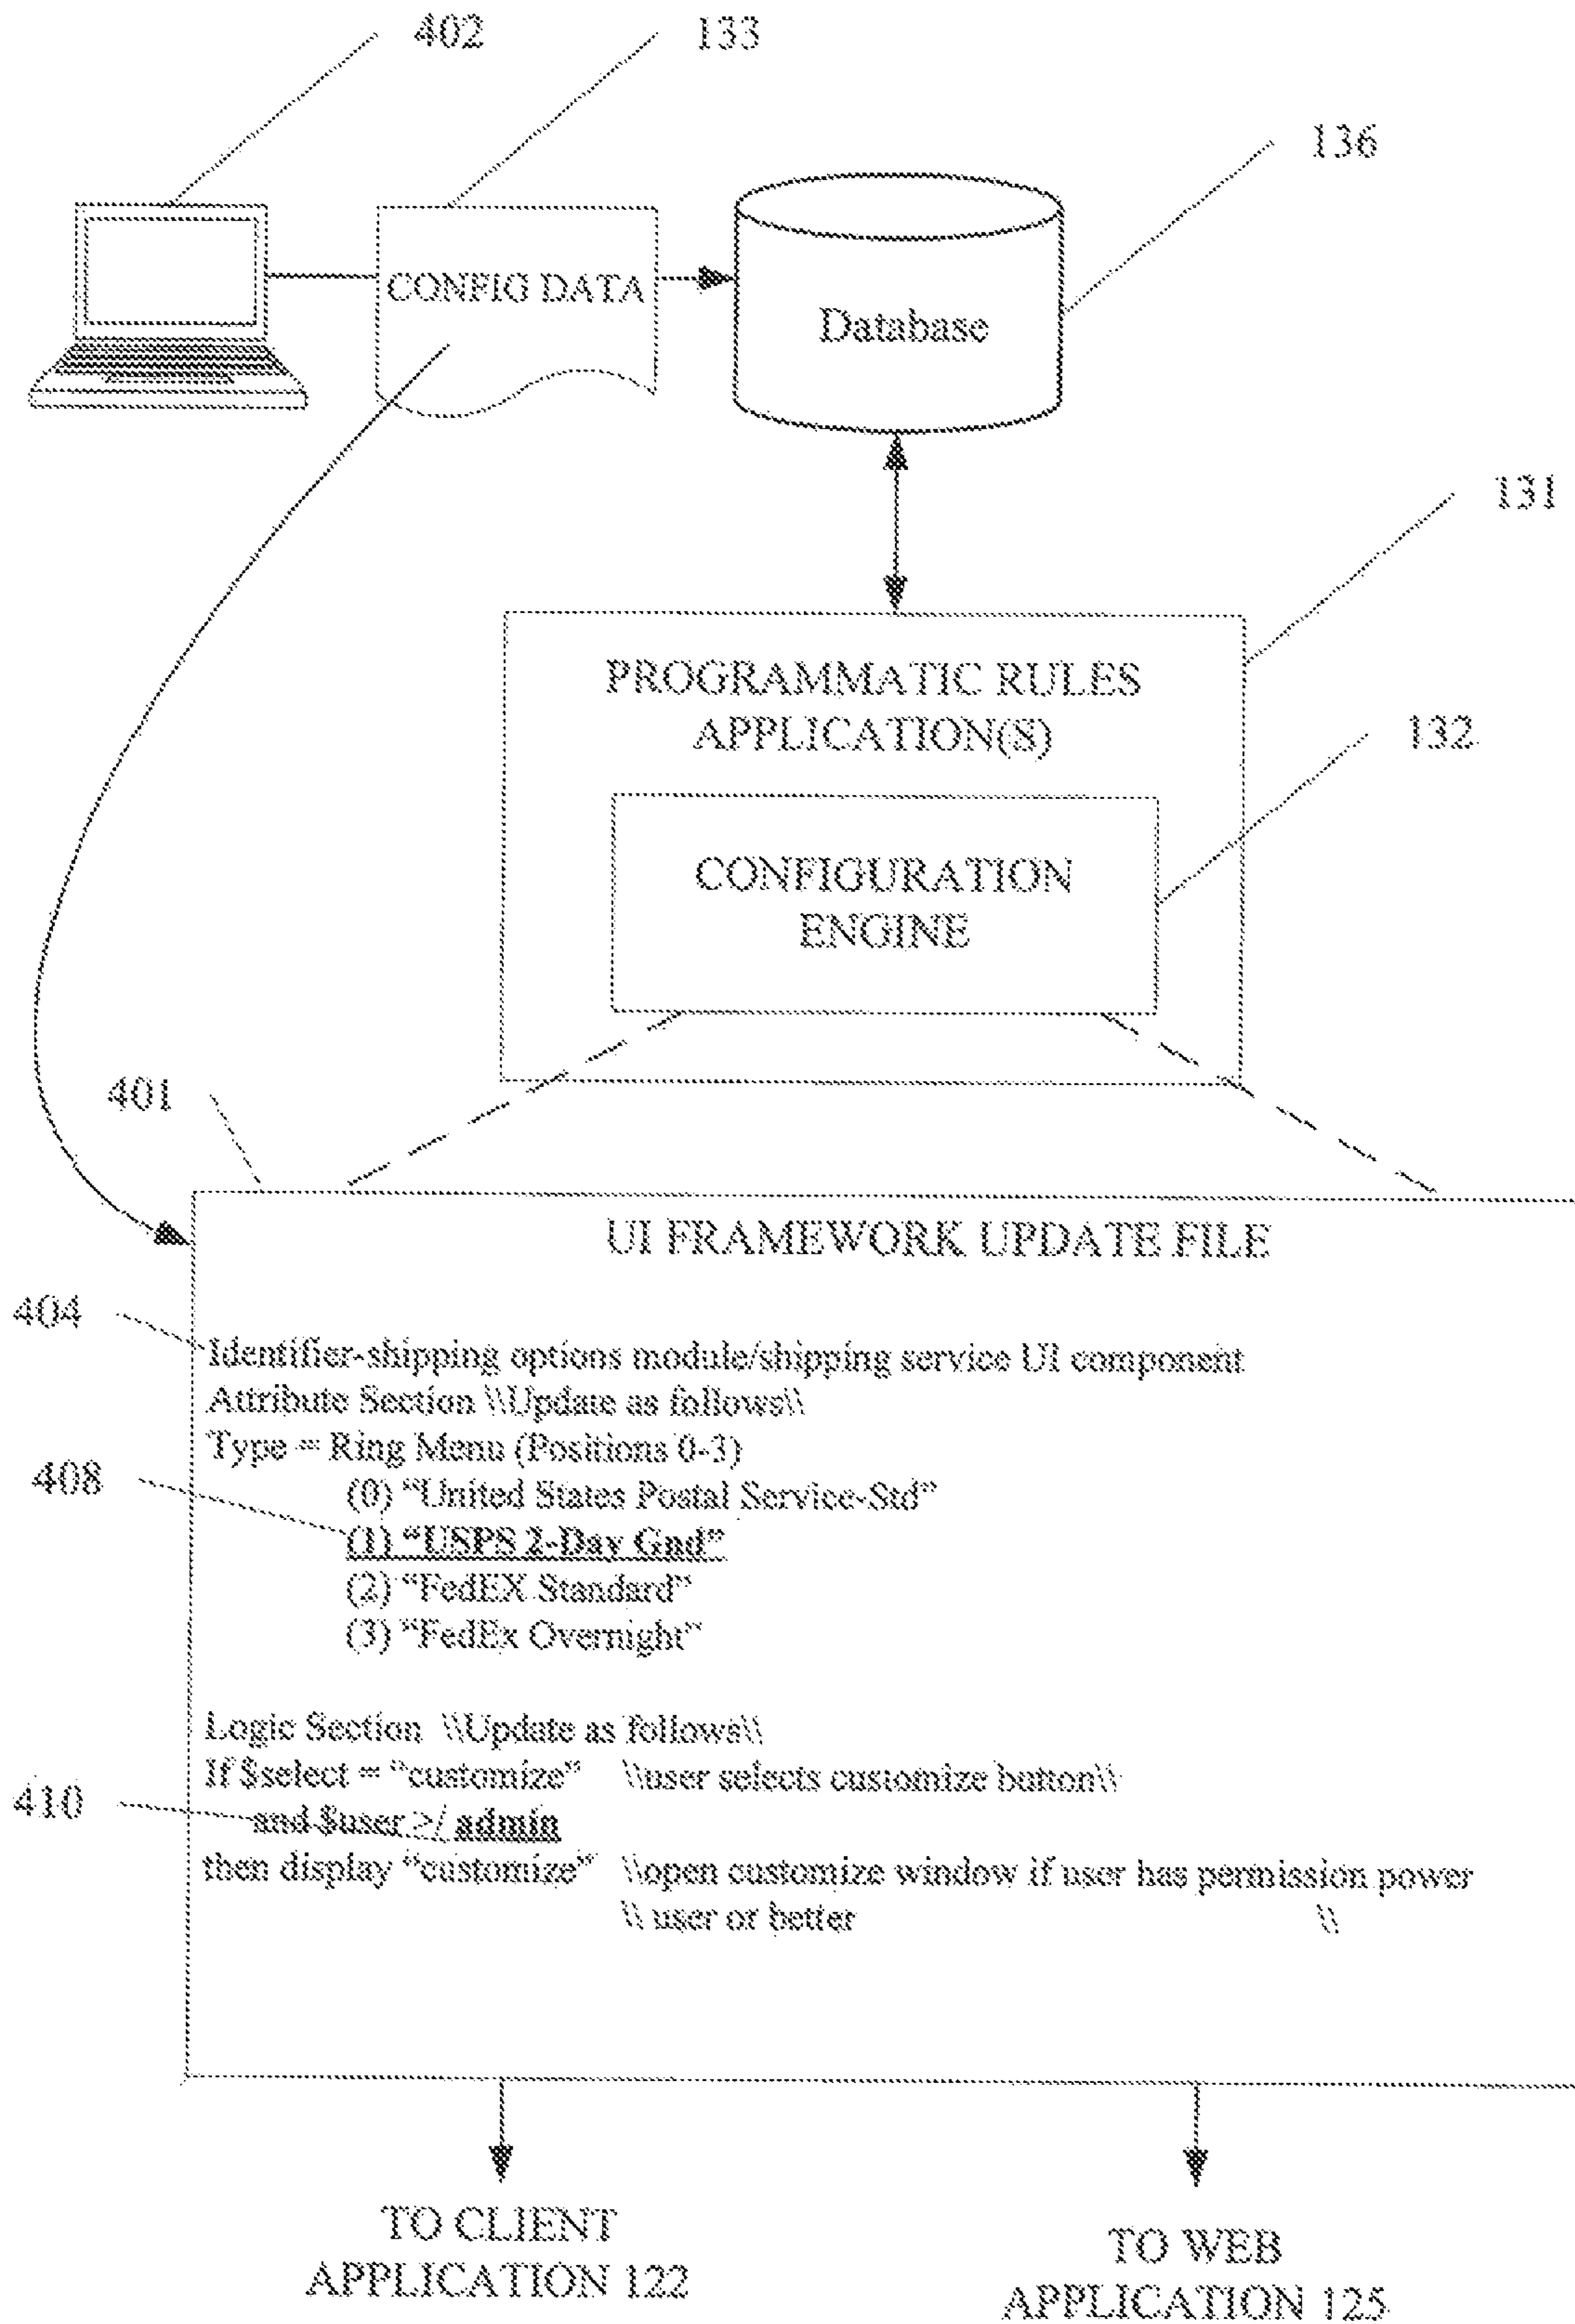 402
133
136
CONFIG DATA
Database
131
PROGRAMMATIC RULES
APPLICATION(S)
132
CONFIGURATION
ENGINE
401
UI FRAMEWORK UPDATE FILE
404
Identifier-shipping options module/shipping service UI component
Attribute Section \\Update as follows\\
Type = Ring Menu (Positions 0-3)
408
(0) “United States Postal Service-Std”
(1) “USPS 2-Day Gnd”
(2) “FedEX Standard”
(3) “FedEx Overnight”
Logic Section \\Update as follows\\
If $select = “customize” \\user selects customize button\\
410
and $user >/ admin
then display “customize” \\open customize window if user has permission power
\\ user or better \\
TO CLIENT
APPLICATION 122
TO WEB
APPLICATION 125